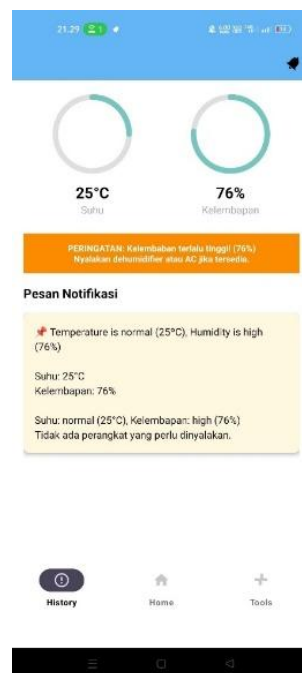 21.29 1
25°C 76%
Suhu Kelembapan
PERINGATAN: Kelembaban terlalu tinggi! (76%)
Nyalakan dehumidifier atau AC jika tersedia.
Pesan Notifikasi
Temperature is normal (25°C), Humidity is high
(76%)
Suhu: 25°C
Kelembapan: 76%
Suhu: normal (25°C), Kelembapan: high (76%)
Tidak ada perangkat yang perlu dinyalakan.
History Home Tools